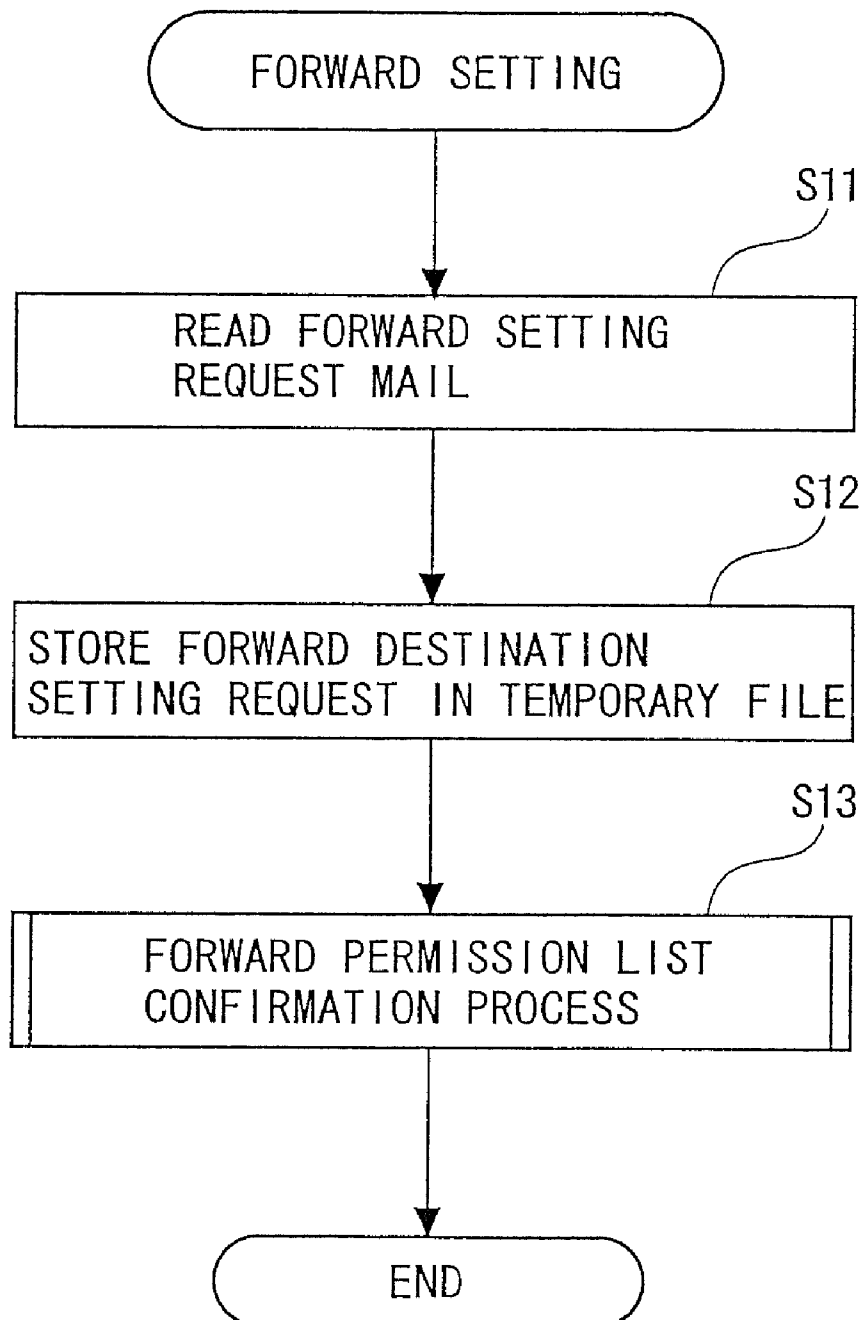 FORWARD SETTING
S11
READ FORWARD SETTING
REQUEST MAIL
S12
STORE FORWARD DESTINATION
SETTING REQUEST IN TEMPORARY FILE
S13
FORWARD PERMISSION LIST
CONFIRMATION PROCESS
END